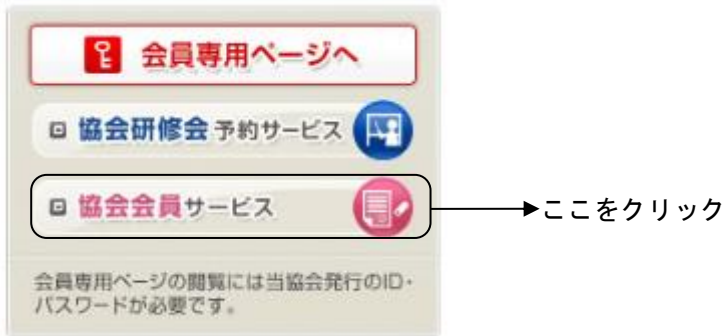 会員専用ページへ
協会研修会予約サービス
協会会員サービス
ここをクリック
会員専用ページの閲覧には当協会発行のID・
パスワードが必要です。